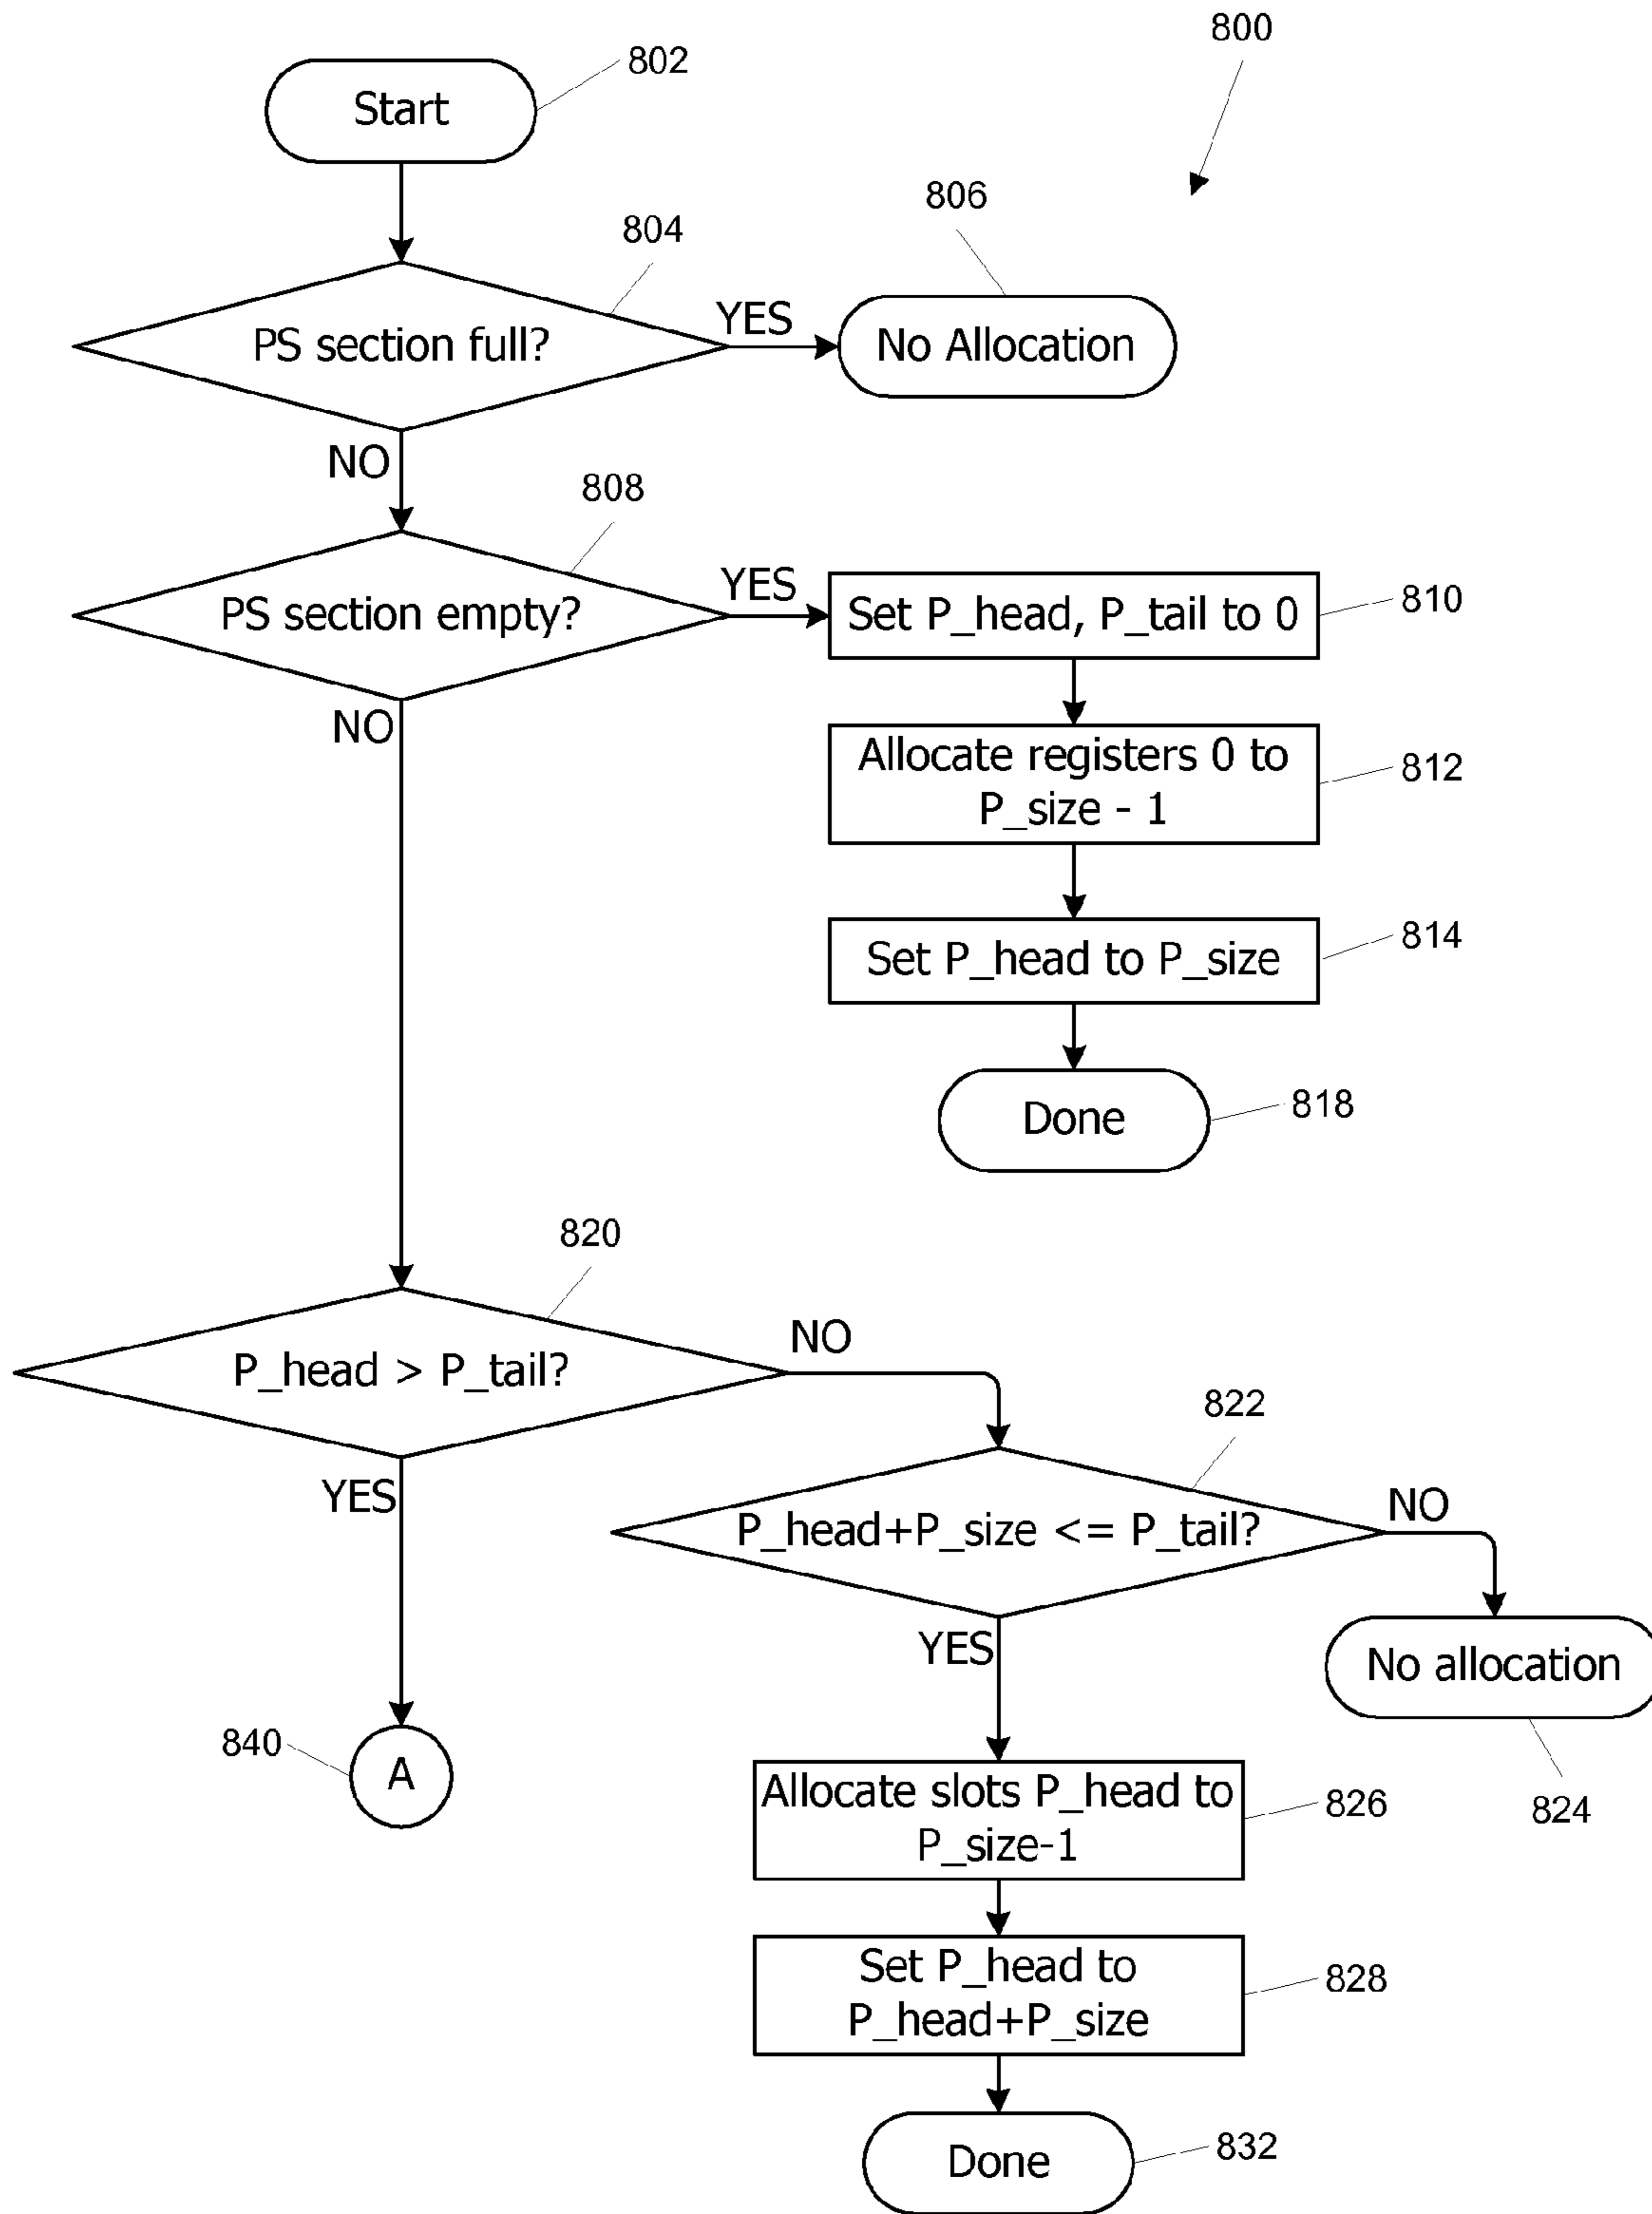 800
802
Start
804
806
PS section full?
YES
No Allocation
NO
808
PS section empty?
YES
Set P_head, P_tail to 0
810
NO
Allocate registers 0 to
P_size - 1
812
Set P_head to P_size
814
Done
818
820
P_head > P_tail?
NO
822
YES
P_head+P_size <= P_tail?
NO
YES
No allocation
824
840
A
Allocate slots P_head to
P_size-1
826
Set P_head to
P_head+P_size
828
Done
832